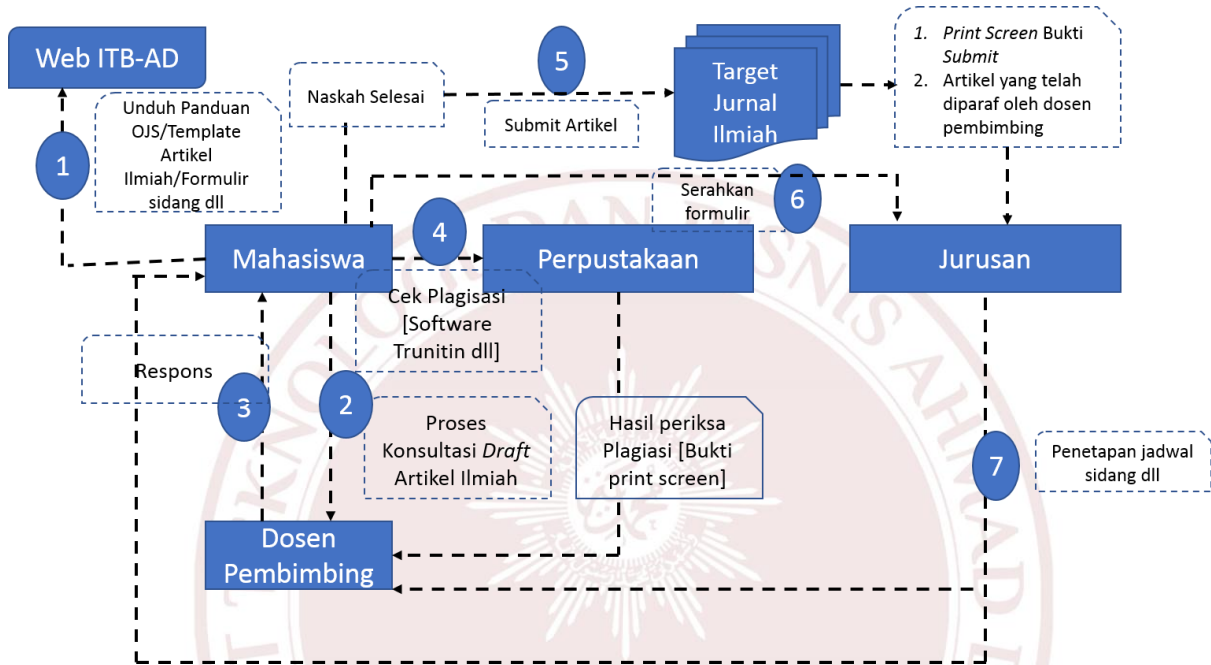 Web ITB-AD
1
Unduh Panduan
OJS/Template
Artikel
Ilmiah/Formulir
sidang dll
Naskah Selesai
5
Submit Artikel
Target
Jurnal
Ilmiah
1. Print Screen Bukti
Submit
2. Artikel yang telah
diparaf oleh dosen
pembimbing
Serahkan
formulir
6
Mahasiswa
4
Perpustakaan
Jurusan
Cek Plagisasi
[Software
Trunitin dll]
Respons
3
2
Proses
Konsultasi Draft
Artikel Ilmiah
Hasil periksa
Plagiasi [Bukti
print screen]
7
Penetapan jadwal
sidang dll
Dosen
Pembimbing